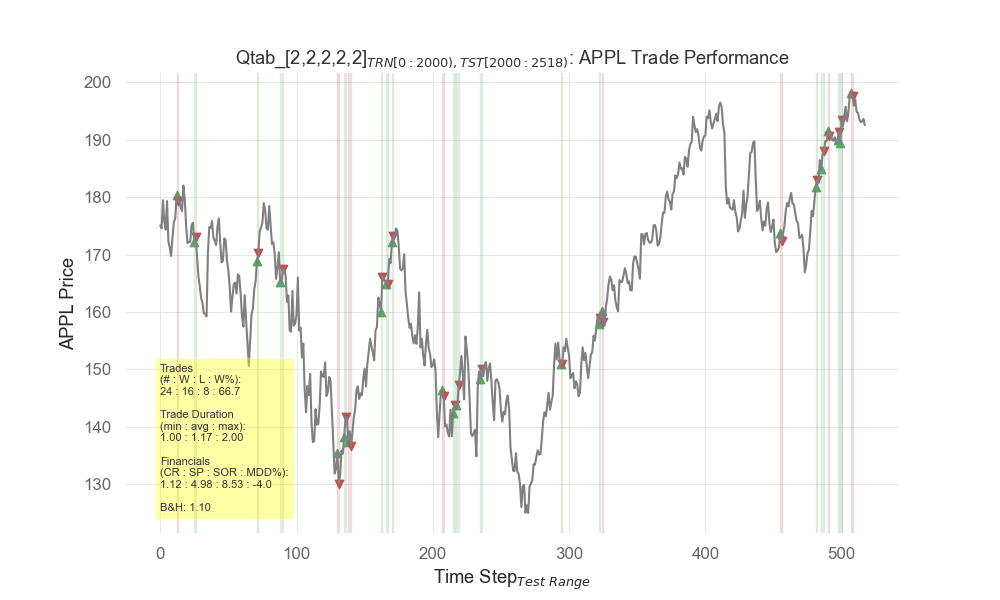 Qtab_[2,2,2,2,2]TRN[0 : 2000), TST[2000 : 2518) : APPL Trade Performance
200
190
180
170
160
150
140
130
APPL Price
Trades
(# : W : L : W%):
24 : 16 : 8 : 66.7
Trade Duration
(min : avg : max):
1.00 : 1.17 : 2.00
Financials
(CR : SP : SOR : MDD%):
1.12 : 4.98 : 8.53 : -4.0
B&H: 1.10
0 100 200 300 400 500
Time StepTest Range